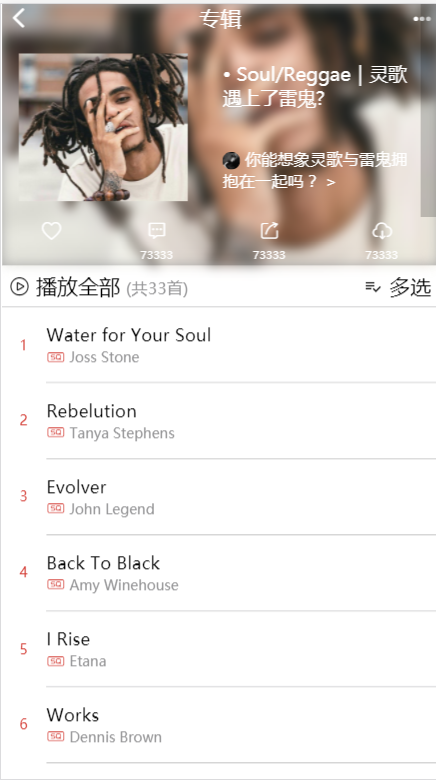 专辑
• Soul/Reggae | 灵歌
遇上了雷鬼?
你能想象灵歌与雷鬼拥
抱在一起吗？ >
73333 73333 73333
播放全部 (共33首) 多选
1 Water for Your Soul
SQ Joss Stone
2 Rebelution
SQ Tanya Stephens
3 Evolver
SQ John Legend
4 Back To Black
SQ Amy Winehouse
5 I Rise
SQ Etana
6 Works
SQ Dennis Brown